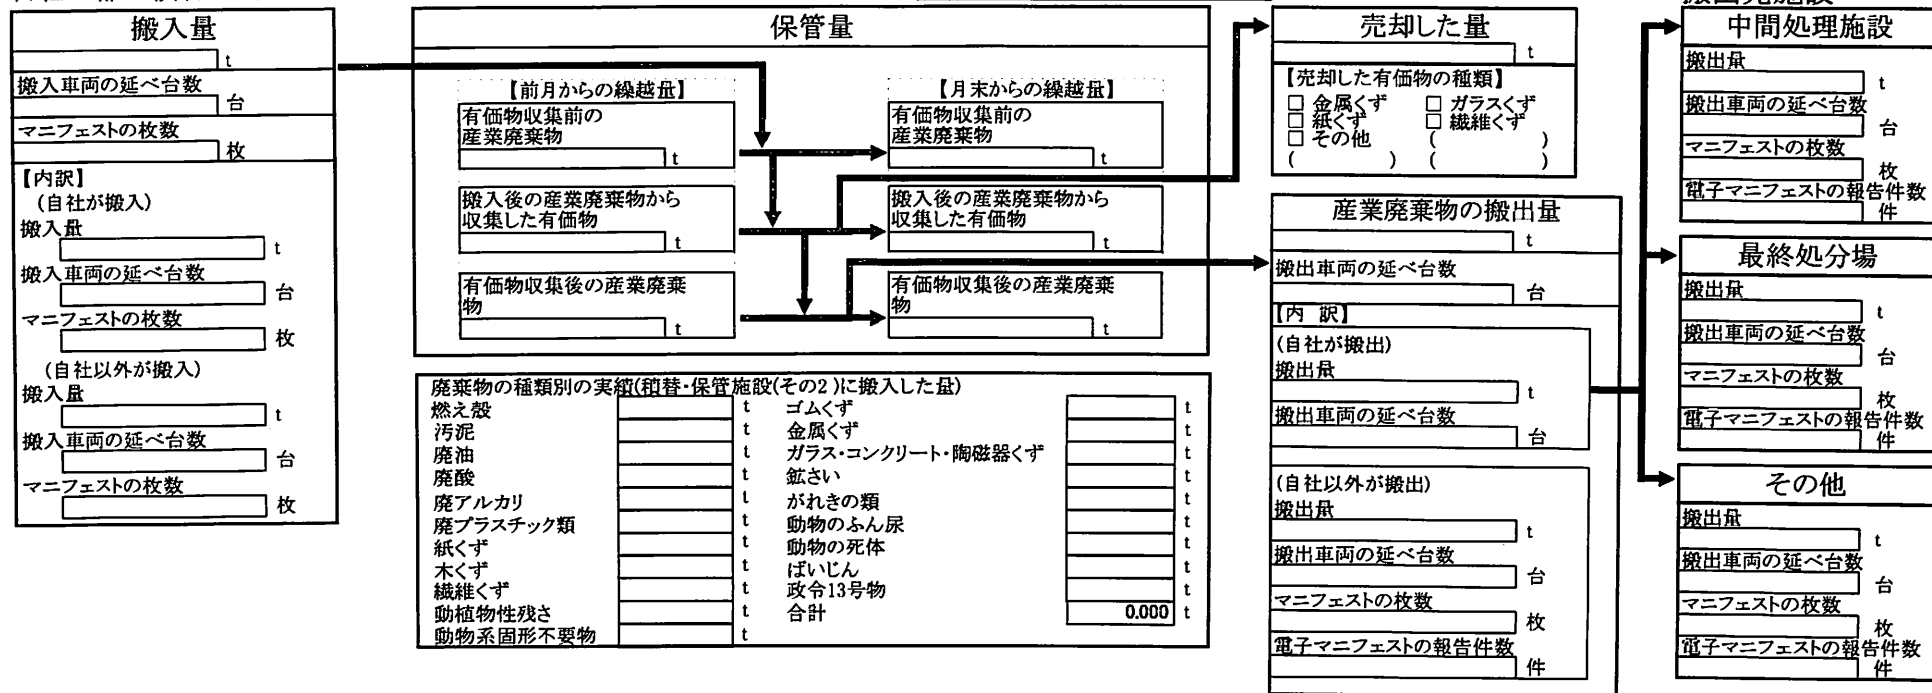 搬入量
t
搬入車両の延べ台数
台
マニフェストの枚数
枚
【内訳】
(自社が搬入)
搬入量
t
搬入車両の延べ台数
台
マニフェストの枚数
枚
(自社以外が搬入)
搬入量
t
搬入車両の延べ台数
台
マニフェストの枚数
枚
保管量
【前月からの繰越量】
有価物収集前の
産業廃棄物
t
搬入後の産業廃棄物から
収集した有価物
t
有価物収集後の産業廃棄
物
t
【月末からの繰越量】
有価物収集前の
産業廃棄物
t
搬入後の産業廃棄物から
収集した有価物
t
有価物収集後の産業廃棄
物
t
廃棄物の種類別の実績(積替・保管施設(その2)に搬入した量)
燃え殻 t ゴムくず t
汚泥 t 金属くず t
廃油 t ガラス・コンクリート・陶磁器くず t
廃酸 t 鉱さい t
廃アルカリ t がれきの類 t
廃プラスチック類 t 動物のふん尿 t
紙くず t 動物の死体 t
木くず t ばいじん t
繊維くず t 政令13号物 t
動植物性残さ t 合計 0.000 t
動物系固形不要物 t
売却した量
t
【売却した有価物の種類】
□ 金属くず □ ガラスくず
□ 紙くず □ 繊維くず
□ その他 ( )
( ) ( )
産業廃棄物の搬出量
t
搬出車両の延べ台数
台
【内 訳】
(自社が搬出)
搬出量
t
搬出車両の延べ台数
台
(自社以外が搬出)
搬出量
t
搬出車両の延べ台数
台
マニフェストの枚数
枚
電子マニフェストの報告件数
件
中間処理施設
搬出量
t
搬出車両の延べ台数
台
マニフェストの枚数
枚
電子マニフェストの報告件数
件
最終処分場
搬出量
t
搬出車両の延べ台数
台
マニフェストの枚数
枚
電子マニフェストの報告件数
件
その他
搬出量
t
搬出車両の延べ台数
台
マニフェストの枚数
枚
電子マニフェストの報告件数
件